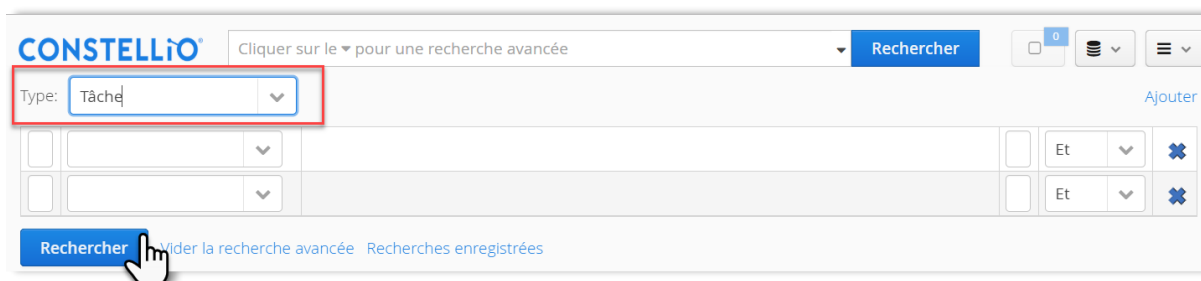 CONSTELLiO® Cliquer sur le ▾ pour une recherche avancée Rechercher 0
Type: Tâche Ajouter
Et
Et
Rechercher Vider la recherche avancée Recherches enregistrées